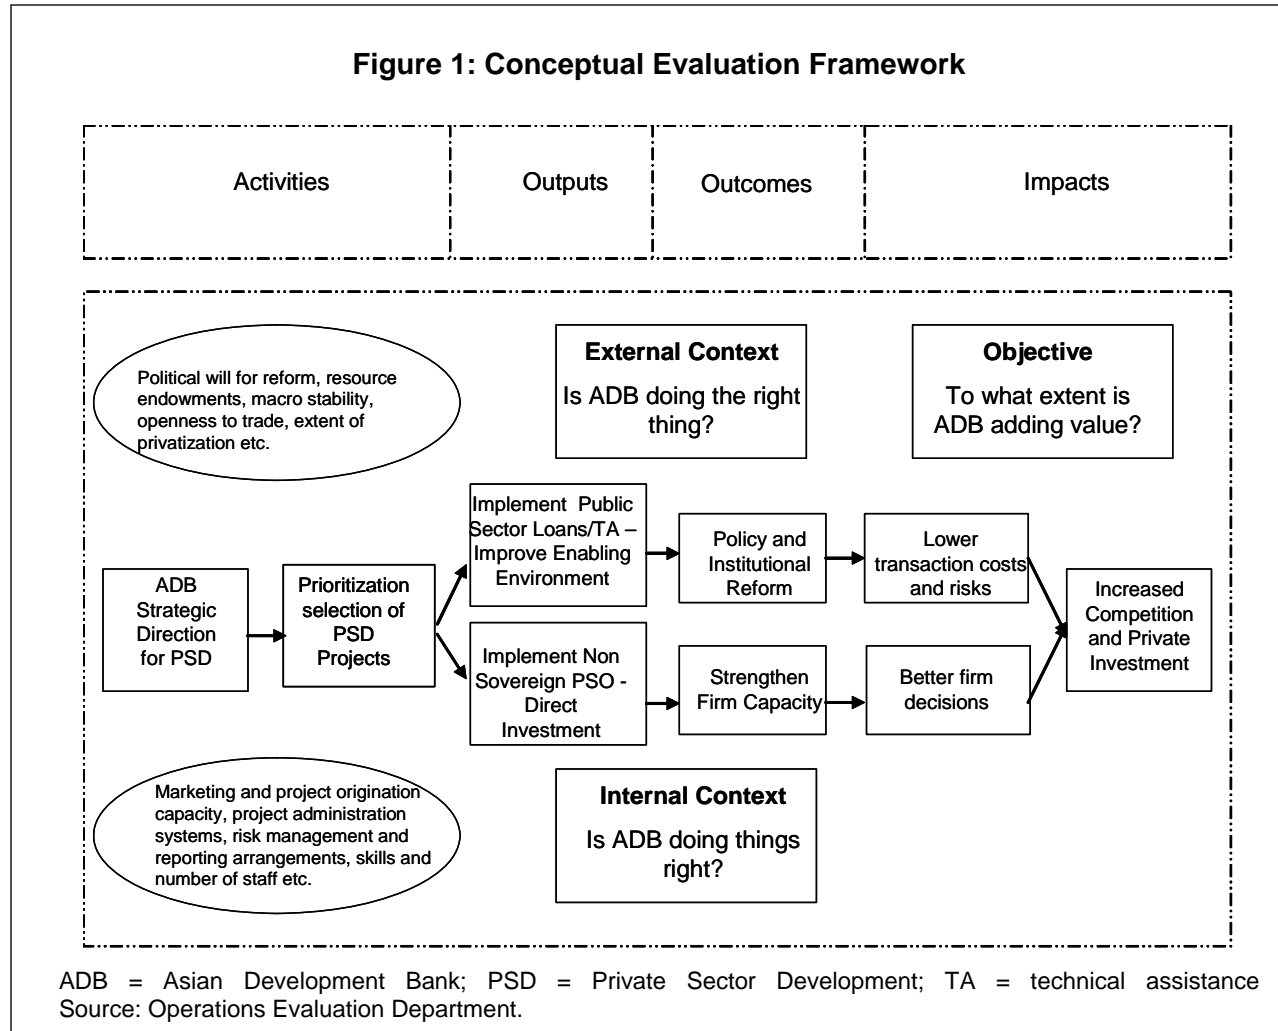 Figure 1: Conceptual Evaluation Framework
Activities
Outputs
Outcomes
Impacts
Political will for reform, resource
endowments, macro stability,
openness to trade, extent of
privatization etc.
External Context
Is ADB doing the right
thing?
Objective
To what extent is
ADB adding value?
ADB
Strategic
Direction
for PSD
Prioritization
selection of
PSD
Projects
Implement Public
Sector Loans/TA –
Improve Enabling
Environment
Policy and
Institutional
Reform
Lower
transaction costs
and risks
Implement Non
Sovereign PSO -
Direct
Investment
Strengthen
Firm Capacity
Better firm
decisions
Increased
Competition
and Private
Investment
Marketing and project origination
capacity, project administration
systems, risk management and
reporting arrangements, skills and
number of staff etc.
Internal Context
Is ADB doing things
right?
ADB = Asian Development Bank; PSD = Private Sector Development; TA = technical assistance
Source: Operations Evaluation Department.